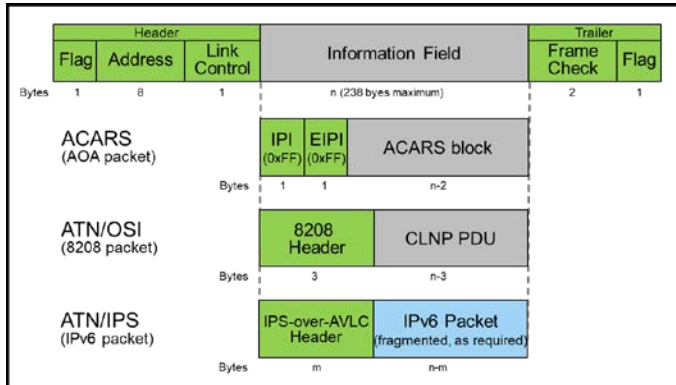 Header
Trailer
Flag
Address
Link
Control
Information Field
Frame
Check
Flag
Bytes
1
8
1
n (238 byes maximum)
2
1
ACARS
(AOA packet)
IPI
(0xFF)
EIPI
(0xFF)
ACARS block
Bytes
1
1
n-2
ATN/OSI
(8208 packet)
8208
Header
CLNP PDU
Bytes
3
n-3
ATN/IPS
(IPv6 packet)
IPS-over-AVLC
Header
IPv6 Packet
(fragmented, as required)
Bytes
m
n-m